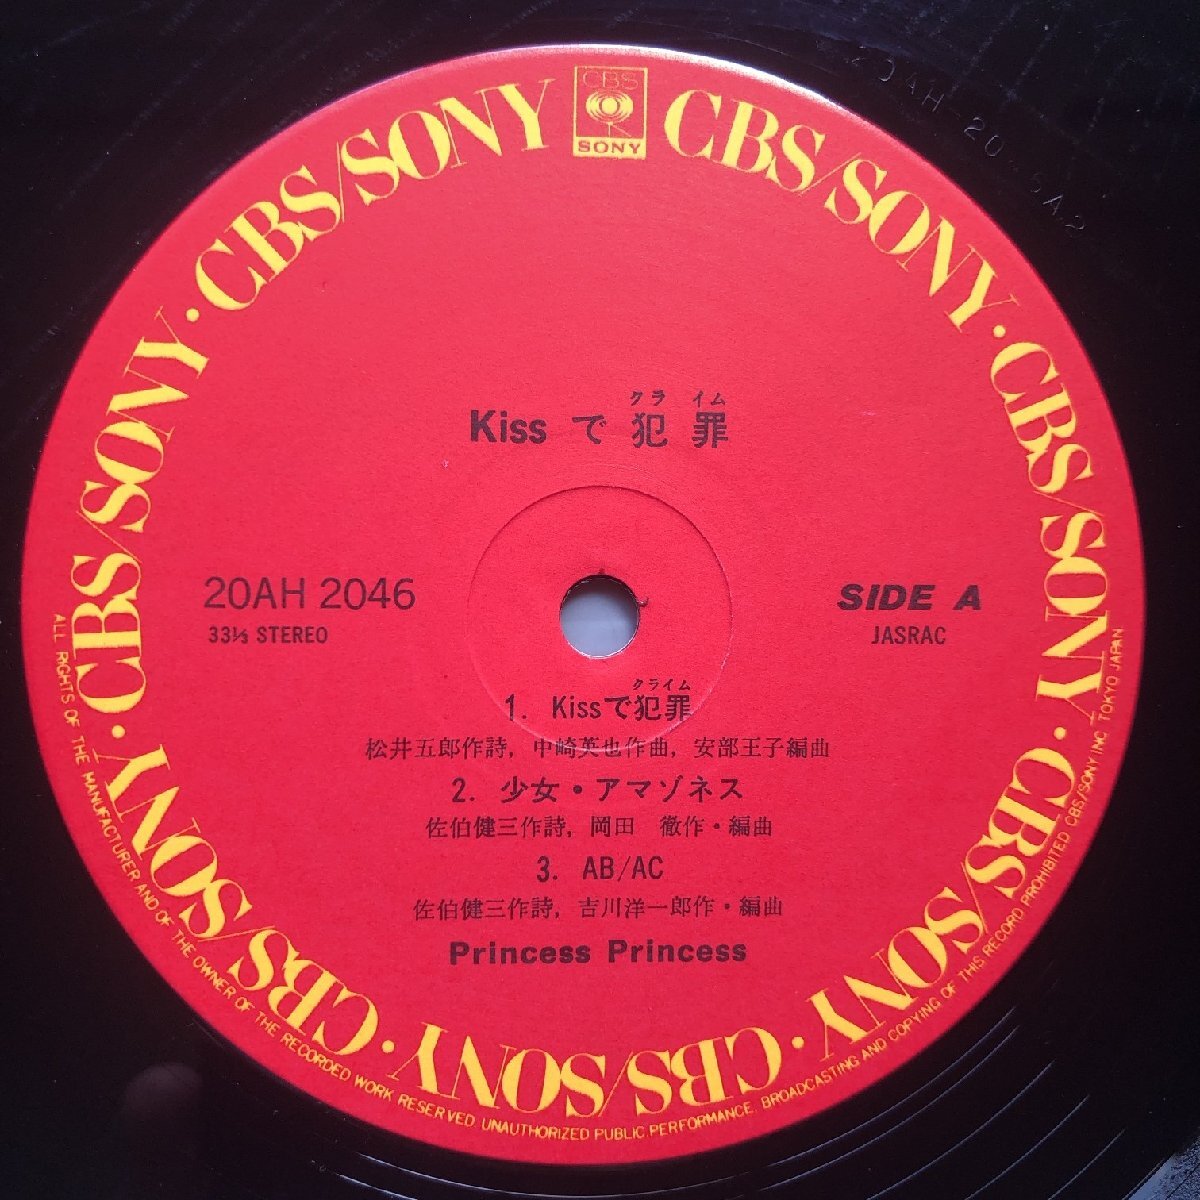 CBS
SONY
CBS/SONY · CBS/SONY · CBS/SONY · CBS/SONY · CBS/SONY · CBS/SONY · CBS/SONY · CBS/SONY
クライム
Kiss で 犯罪
20AH 2046
33⅓ STEREO
SIDE A
JASRAC
クライム
1. Kissで犯罪
松井五郎作詩, 中崎英也作曲, 安部王子編曲
2. 少女・アマゾネス
佐伯健三作詩, 岡田 徹作・編曲
3. AB/AC
佐伯健三作詩, 吉川洋一郎作・編曲
Princess Princess
ALL RIGHTS OF THE MANUFACTURER AND OF THE OWNER OF THE RECORDED WORK RESERVED UNAUTHORIZED PUBLIC PERFORMANCE BROADCASTING AND COPYING OF THIS RECORD PROHIBITED CBS/SONY INC. TOKYO JAPAN